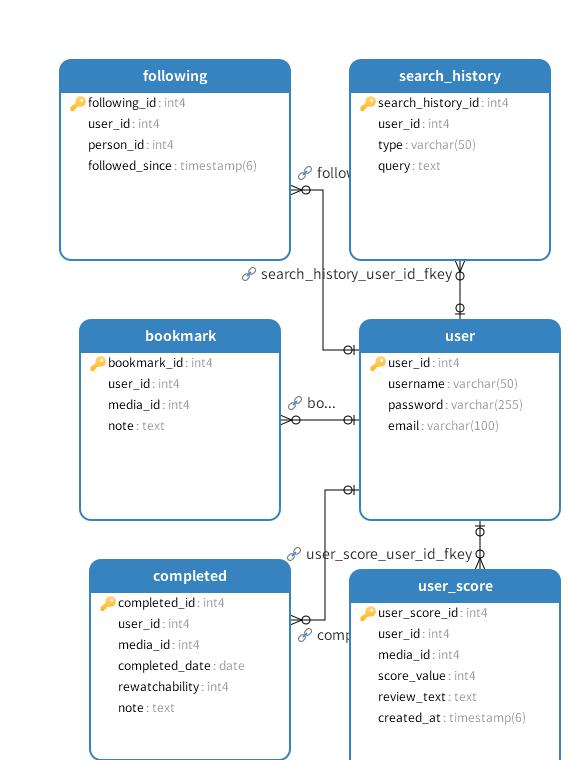 following
following_id : int4
user_id : int4
person_id : int4
followed_since : timestamp(6)
search_history
search_history_id : int4
user_id : int4
type : varchar(50)
query : text
follow
search_history_user_id_fkey
bookmark
bookmark_id : int4
user_id : int4
media_id : int4
note : text
bo...
user
user_id : int4
username : varchar(50)
password : varchar(255)
email : varchar(100)
user_score_user_id_fkey
completed
completed_id : int4
user_id : int4
media_id : int4
completed_date : date
rewatchability : int4
note : text
comp
user_score
user_score_id : int4
user_id : int4
media_id : int4
score_value : int4
review_text : text
created_at : timestamp(6)